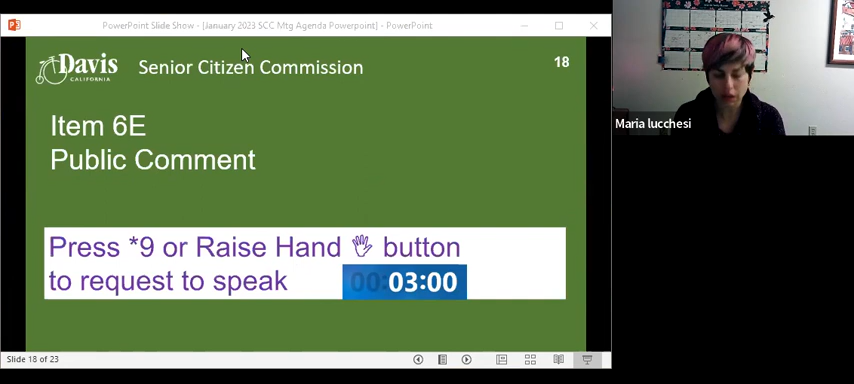 PowerPoint Slide Show - [January 2023 SCC Mtg Agenda Powerpoint] - PowerPoint
Davis
CALIFORNIA
Senior Citizen Commission
18
Item 6E
Public Comment
Press *9 or Raise Hand 🖐 button
to request to speak
00:03:00
Slide 18 of 23
Maria lucchesi